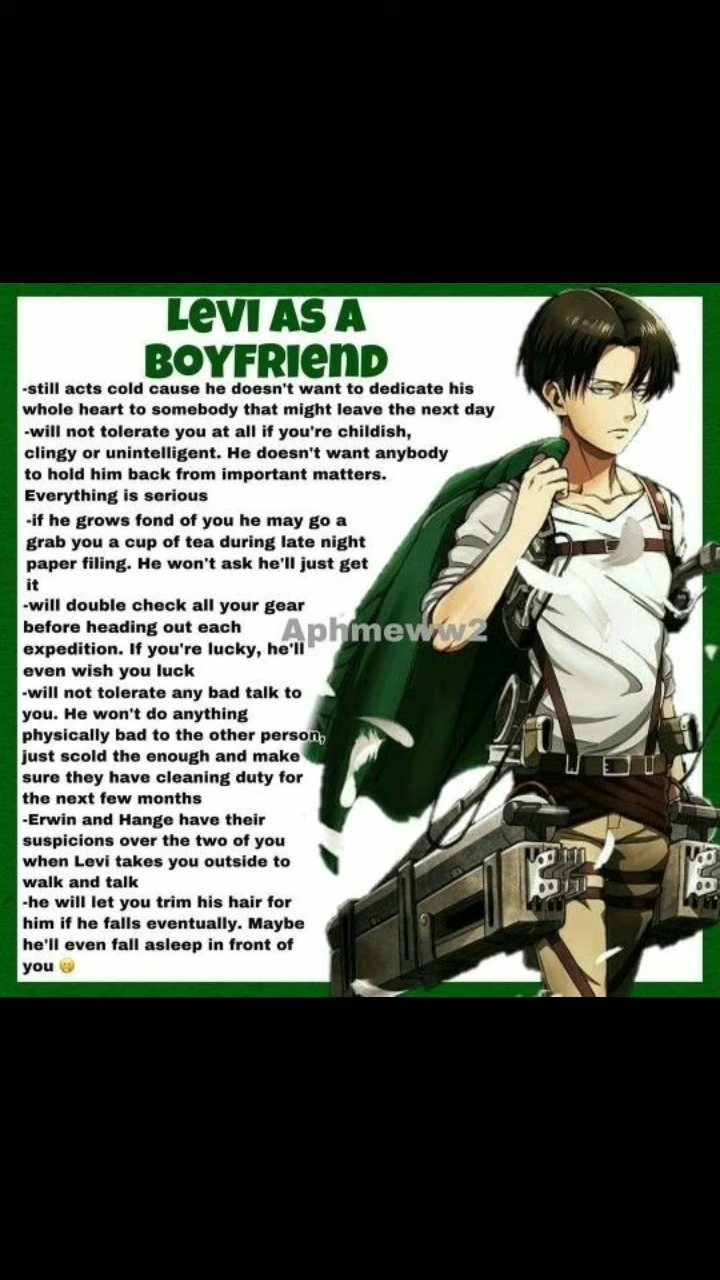 Levi as a
Boyfriend
-still acts cold cause he doesn't want to dedicate his
whole heart to somebody that might leave the next day
-will not tolerate you at all if you're childish,
clingy or unintelligent. He doesn't want anybody
to hold him back from important matters.
Everything is serious
-if he grows fond of you he may go a
grab you a cup of tea during late night
paper filing. He won't ask he'll just get
it
-will double check all your gear
before heading out each
expedition. If you're lucky, he'll
even wish you luck
Aphmeww2
-will not tolerate any bad talk to
you. He won't do anything
physically bad to the other person,
just scold the enough and make
sure they have cleaning duty for
the next few months
-Erwin and Hange have their
suspicions over the two of you
when Levi takes you outside to
walk and talk
-he will let you trim his hair for
him if he falls eventually. Maybe
he'll even fall asleep in front of
you 🤭